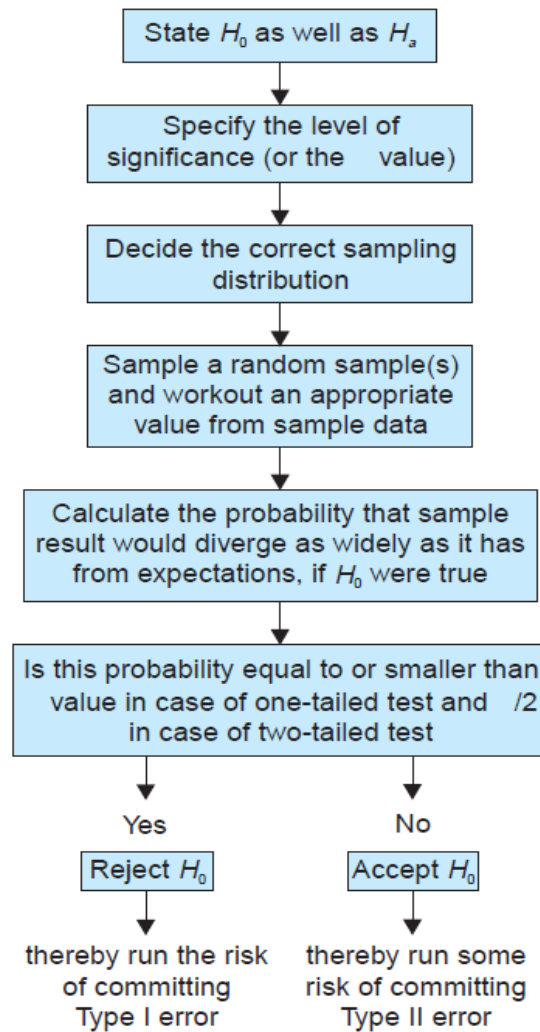 State H₀ as well as Hₐ
Specify the level of
significance (or the value)
Decide the correct sampling
distribution
Sample a random sample(s)
and workout an appropriate
value from sample data
Calculate the probability that sample
result would diverge as widely as it has
from expectations, if H₀ were true
Is this probability equal to or smaller than
value in case of one-tailed test and /2
in case of two-tailed test
Yes
No
Reject H₀
Accept H₀
thereby run the risk
of committing
Type I error
thereby run some
risk of committing
Type II error